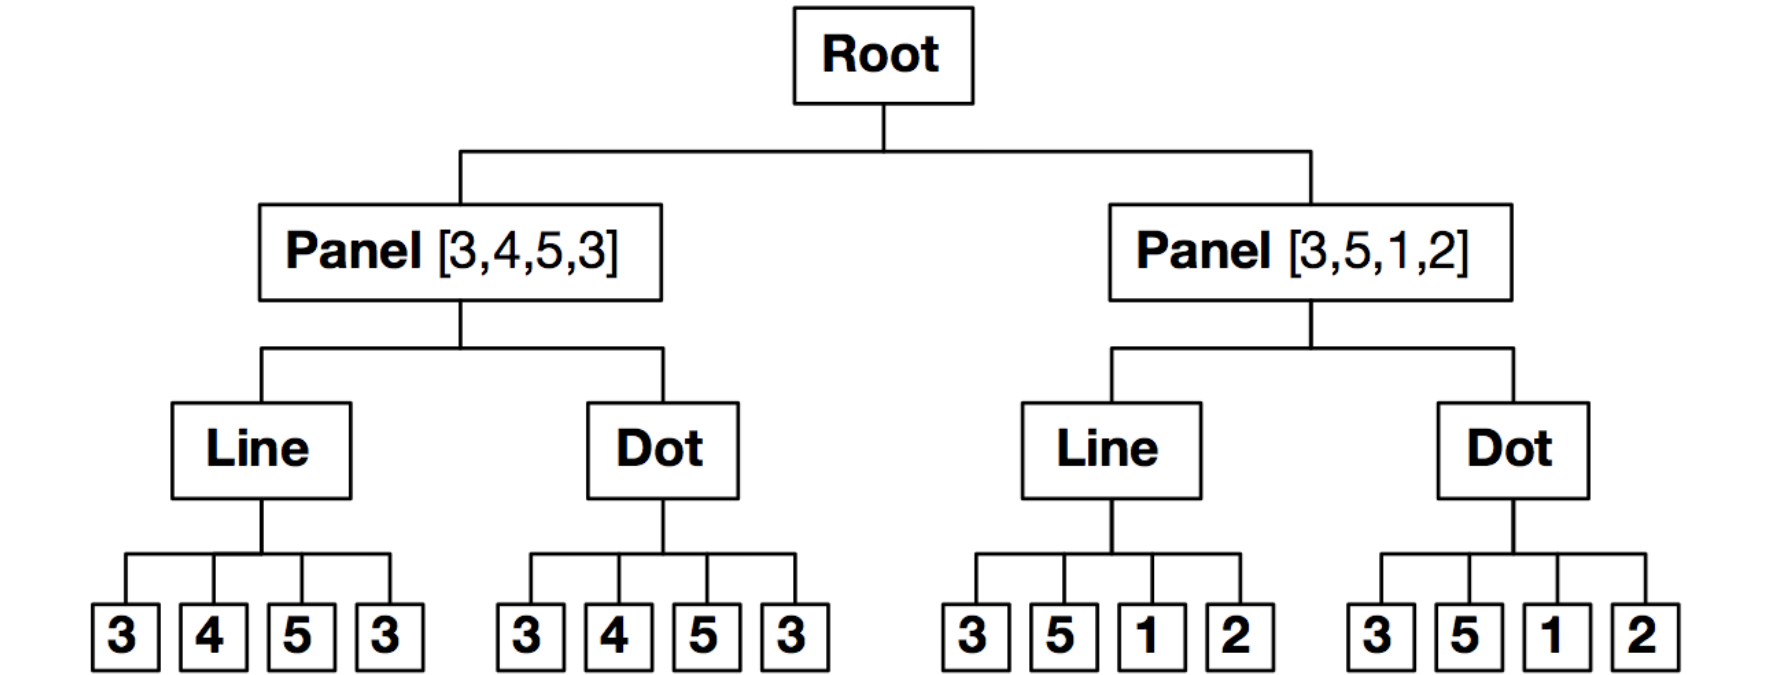 Root
Panel [3,4,5,3] Panel [3,5,1,2]
Line Dot Line Dot
3 4 5 3 3 4 5 3 3 5 1 2 3 5 1 2